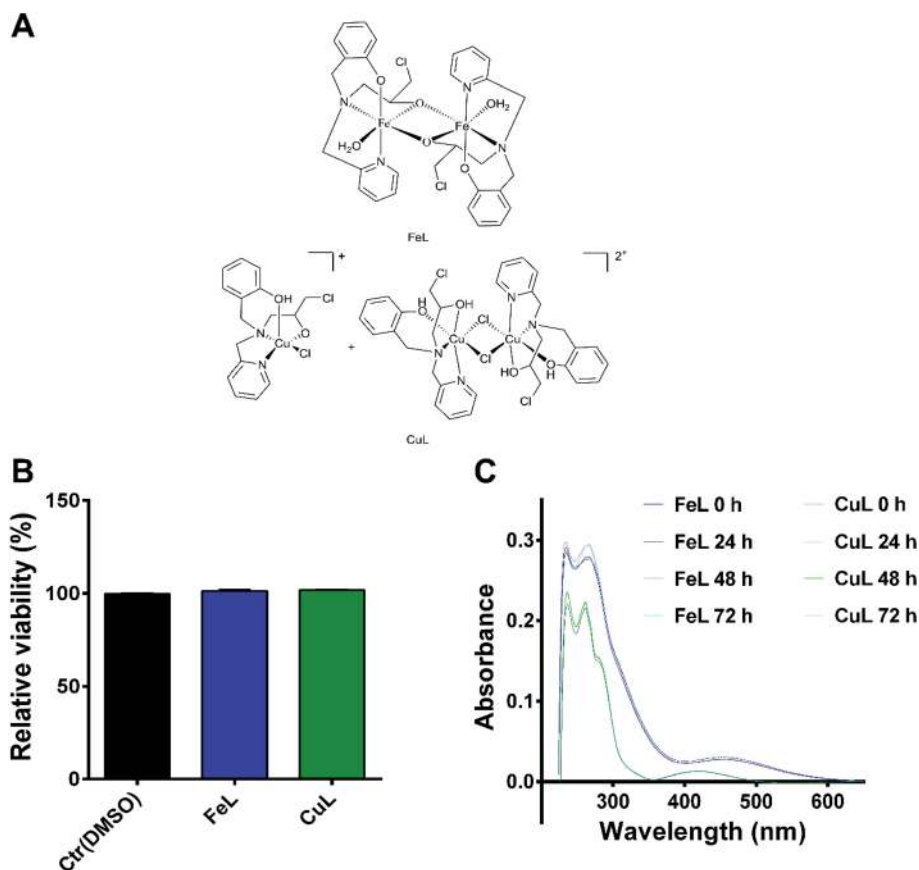 A
Cl
O
N
N
OH2
O
Fe
Fe
H2O
O
N
N
O
Cl
FeL
+
2+
OH
Cl
N
O
Cu
Cl
N
+
Cl
H
O
OH
Cl
N
Cu
Cu
N
Cl
N
HO
O
H
Cl
CuL
B
Relative viability (%)
150
100
50
0
Ctr(DMSO)
FeL
CuL
C
FeL 0 h
CuL 0 h
FeL 24 h
CuL 24 h
FeL 48 h
CuL 48 h
FeL 72 h
CuL 72 h
Absorbance
0.3
0.2
0.1
0.0
300
400
500
600
Wavelength (nm)